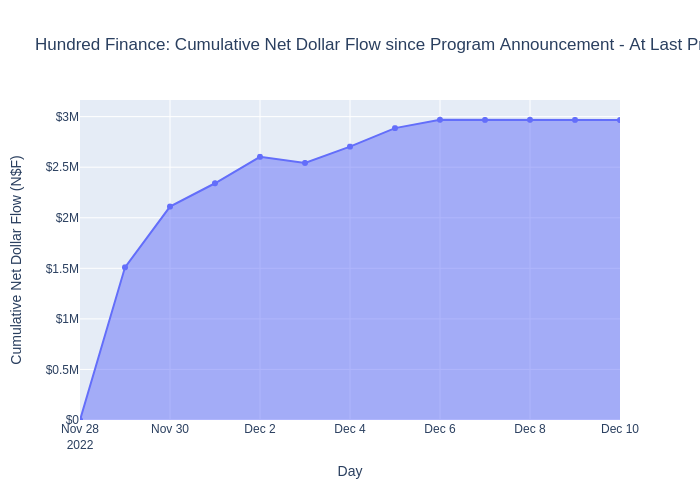 Hundred Finance: Cumulative Net Dollar Flow since Program Announcement - At Last
Cumulative Net Dollar Flow (N$F)
$3M
$2.5M
$2M
$1.5M
$1M
$0.5M
$0
Nov 28
2022
Nov 30
Dec 2
Dec 4
Dec 6
Dec 8
Dec 10
Day